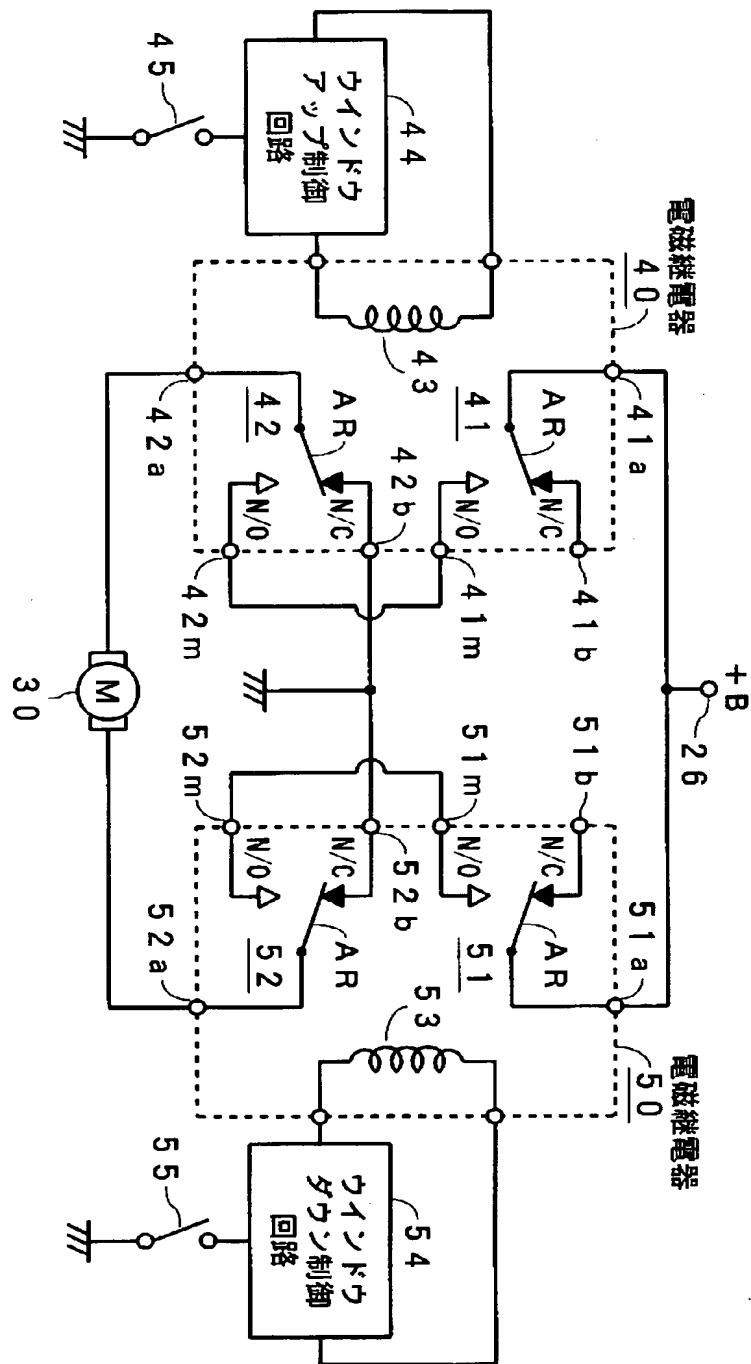 +B
26
電磁継電器
40
電磁継電器
50
41a
51a
44
ウインドウ
アップ制御
回路
54
ウインドウ
ダウン制御
回路
43
53
41
AR
N/C
N/O
41b
41m
51
AR
N/C
N/O
51b
51m
42
AR
N/C
N/O
42b
42m
52
AR
N/C
N/O
52b
52m
42a
52a
45
55
M
30